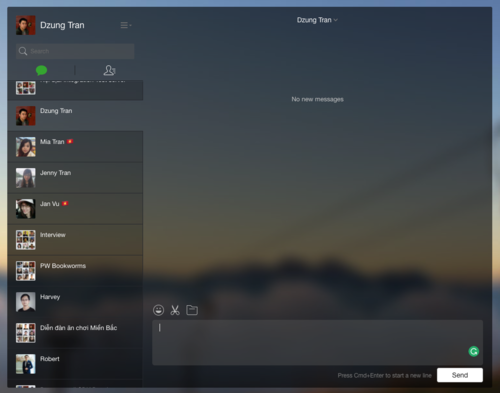 Dzung Tran
Search
Dzung Tran
Mia Tran
Jenny Tran
Jan Vu
Interview
PW Bookworms
Harvey
Diễn đàn ăn chơi Miền Bắc
Robert
Dzung Tran
No new messages
Press Cmd+Enter to start a new line
Send